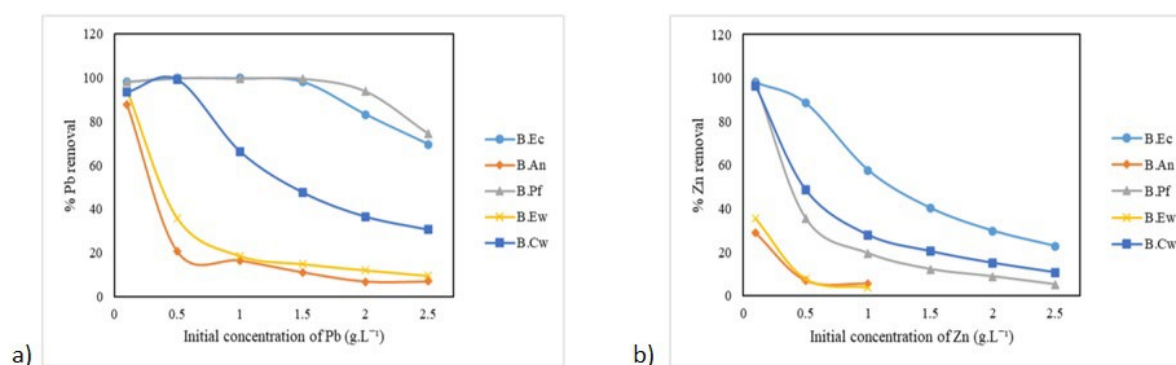 120
100
80
60
40
20
0
% Pb removal
0 0.5 1 1.5 2 2.5
Initial concentration of Pb (g.L⁻¹)
B.Ec
B.An
B.Pf
B.Ew
B.Cw
a)
120
100
80
60
40
20
0
% Zn removal
0 0.5 1 1.5 2 2.5
Initial concentration of Zn (g.L⁻¹)
B.Ec
B.An
B.Pf
B.Ew
B.Cw
b)